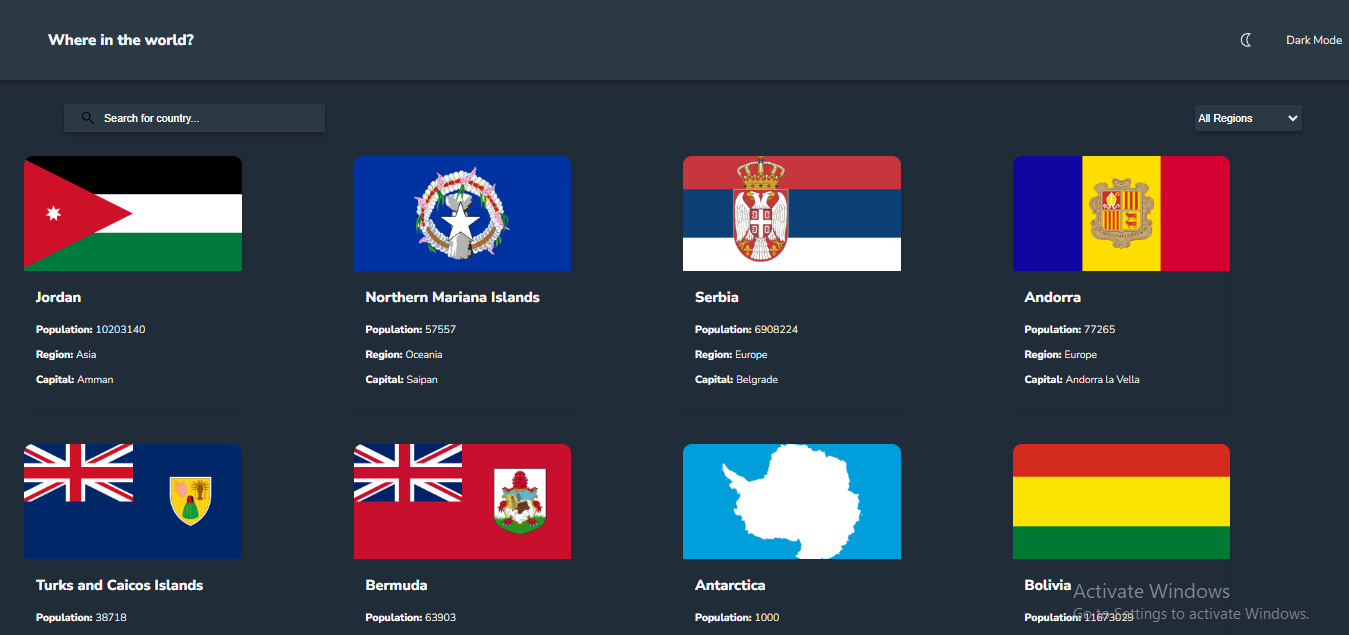 Where in the world?
Dark Mode
Search for country...
All Regions
Jordan
Population: 10203140
Region: Asia
Capital: Amman
Northern Mariana Islands
Population: 57557
Region: Oceania
Capital: Saipan
Serbia
Population: 6908224
Region: Europe
Capital: Belgrade
Andorra
Population: 77265
Region: Europe
Capital: Andorra la Vella
Turks and Caicos Islands
Population: 38718
Bermuda
Population: 63903
Antarctica
Population: 1000
Bolivia
Population: 11673029
Activate Windows
Go to Settings to activate Windows.